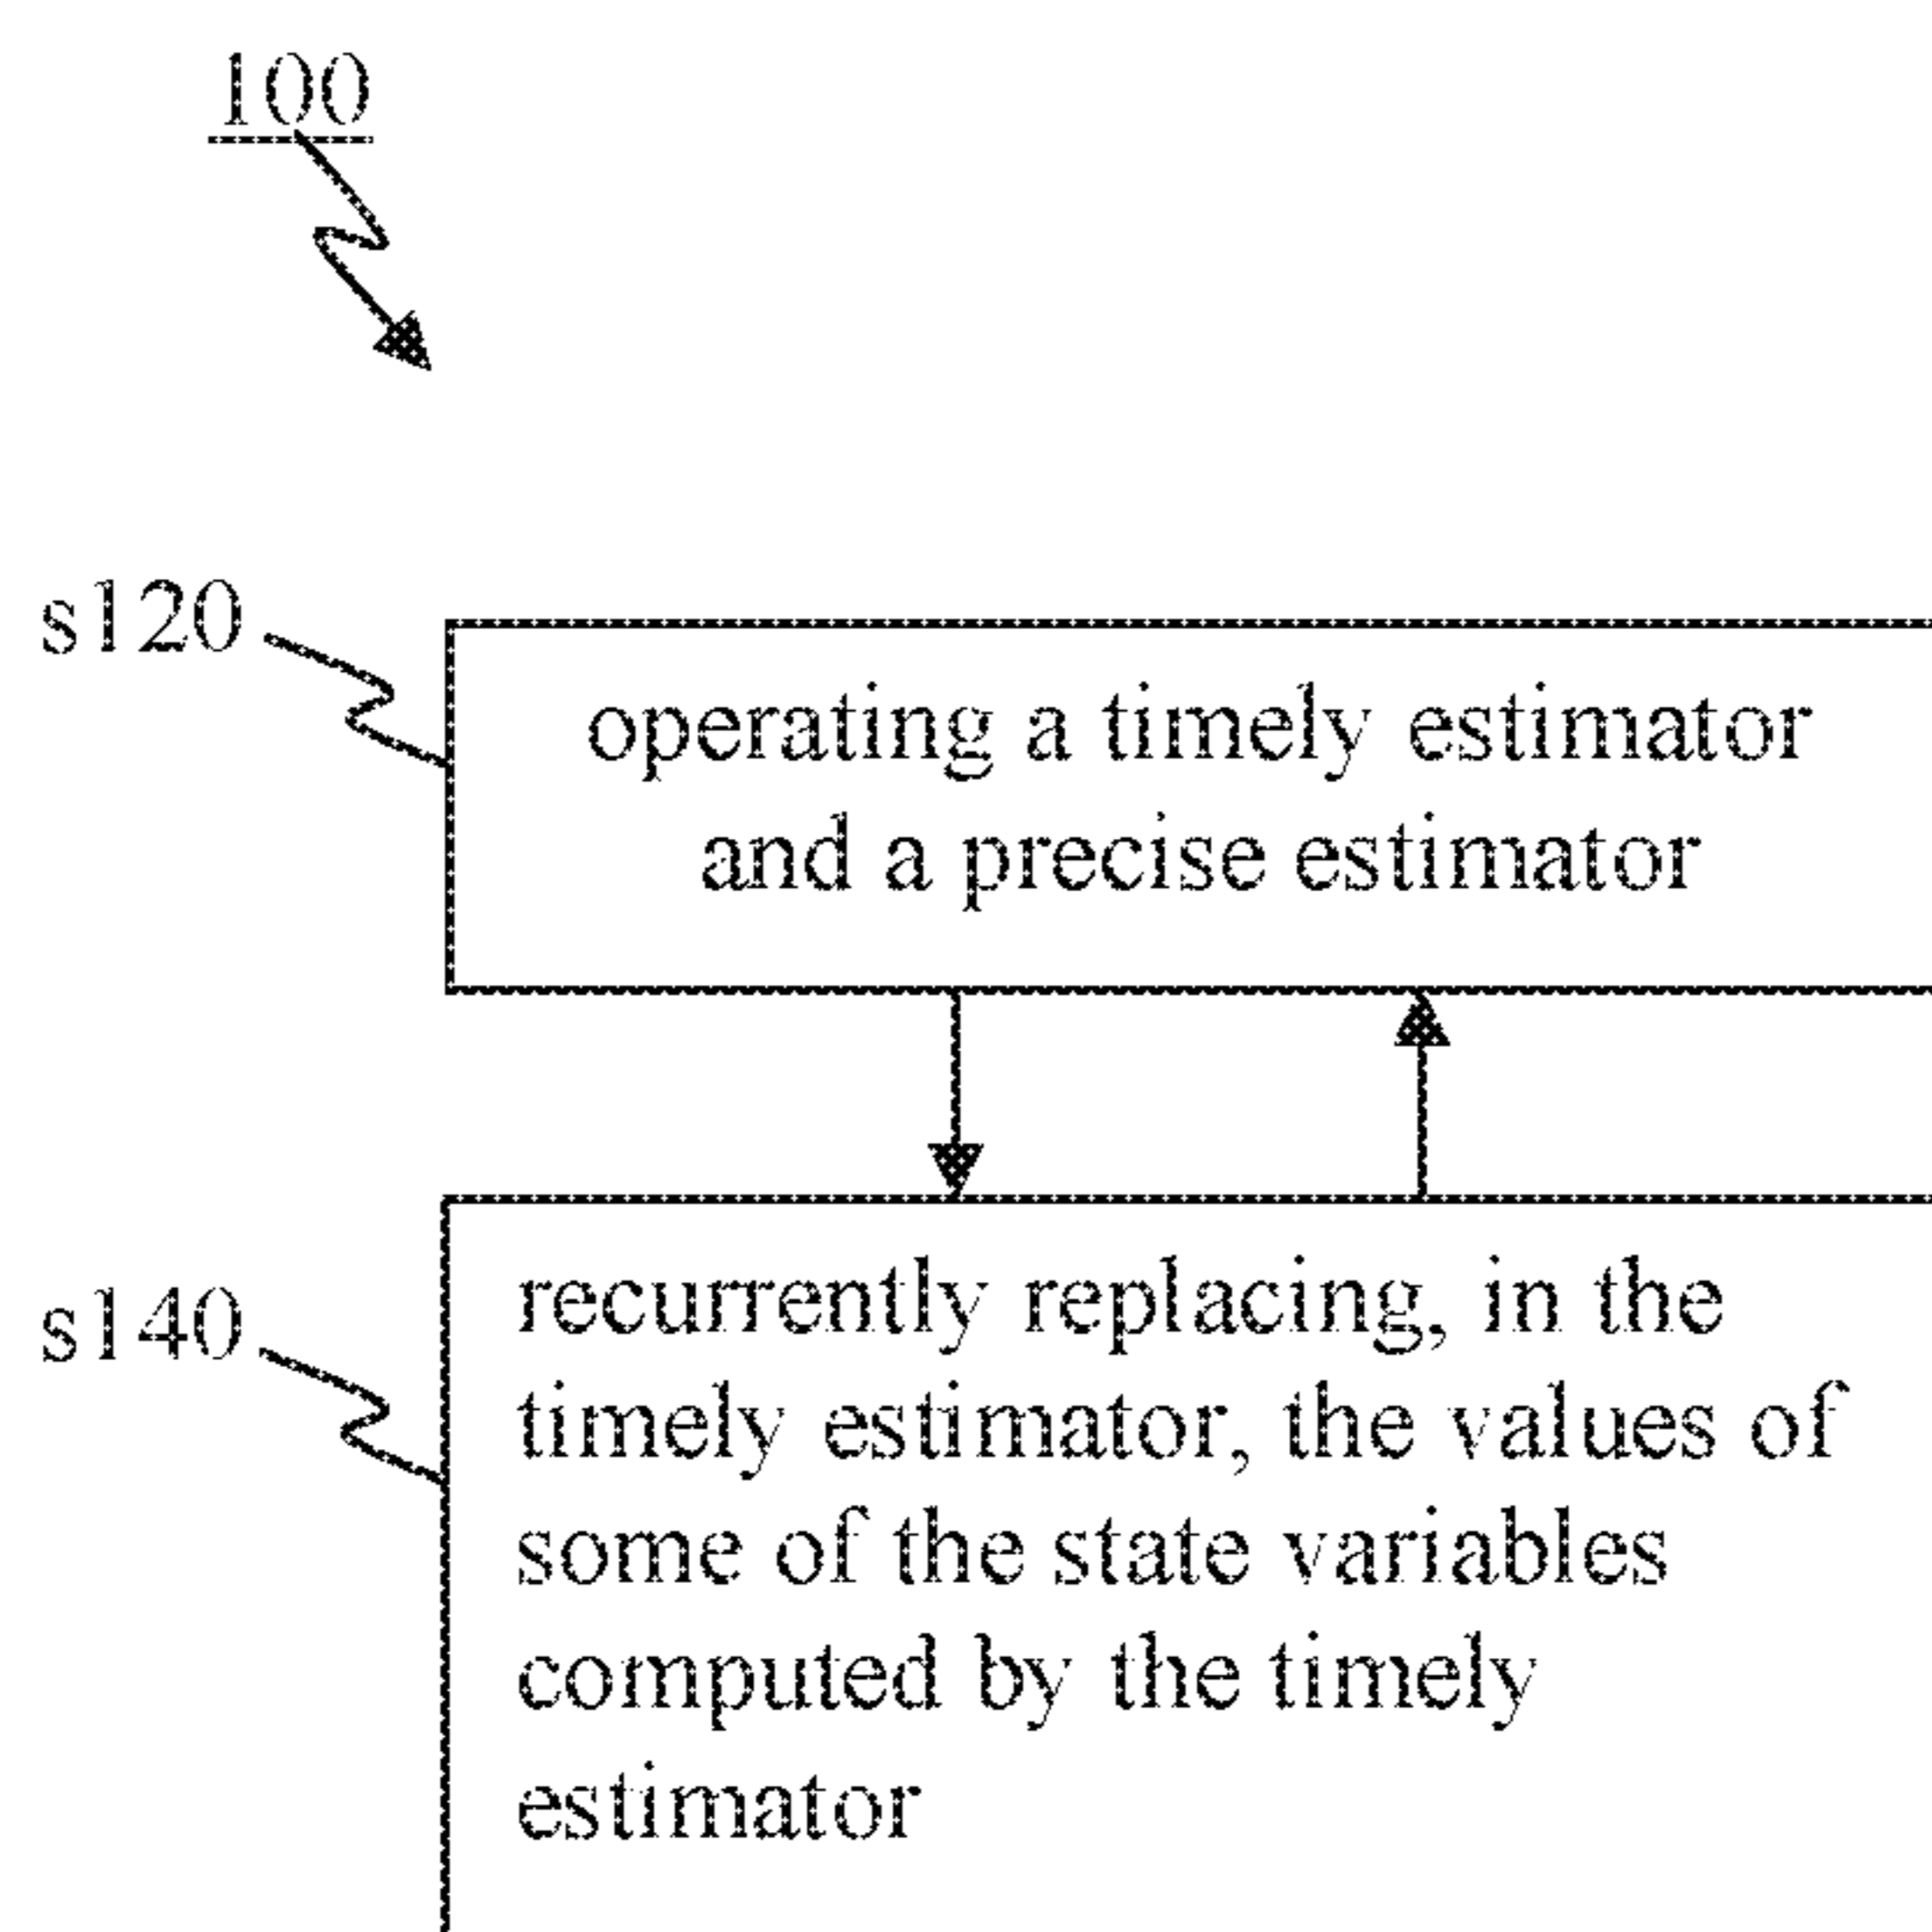 100
s120
operating a timely estimator
and a precise estimator
s140
recurrently replacing, in the
timely estimator, the values of
some of the state variables
computed by the timely
estimator